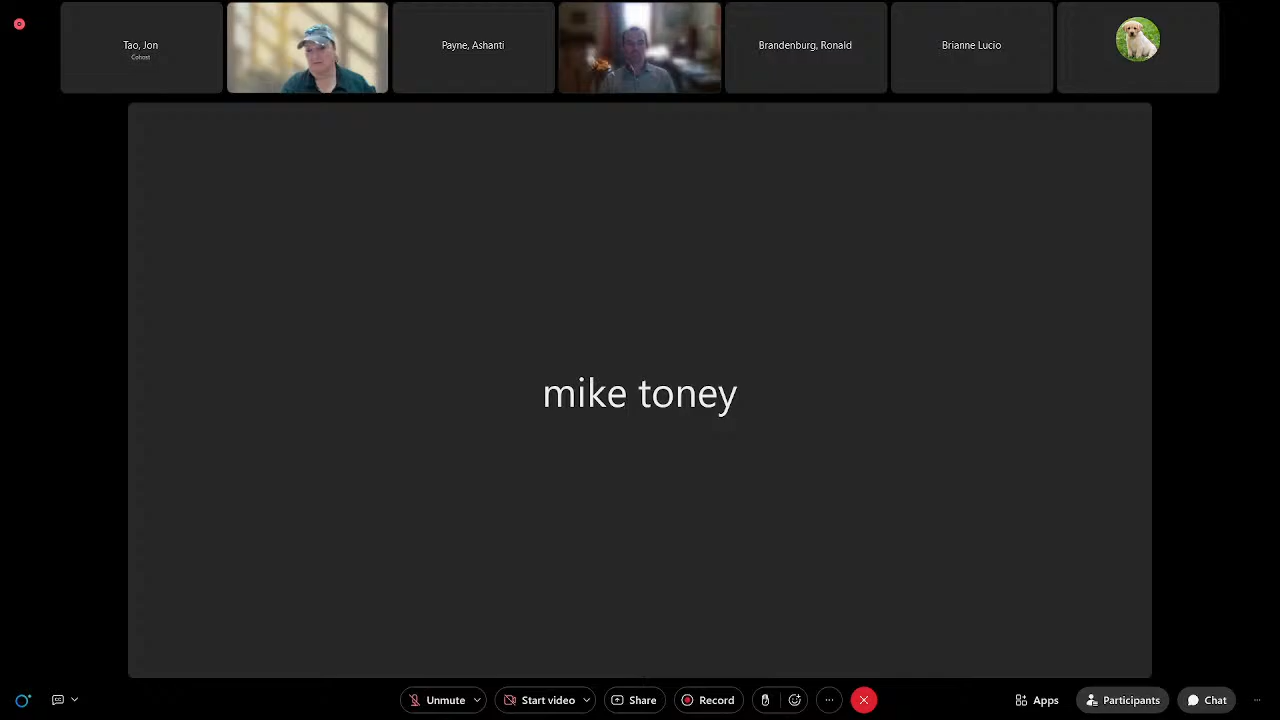 Tao, Jon
Cohost
Payne, Ashanti
Brandenburg, Ronald
Brianne Lucio
mike toney
Unmute
Start video
Share
Record
Apps
Participants
Chat